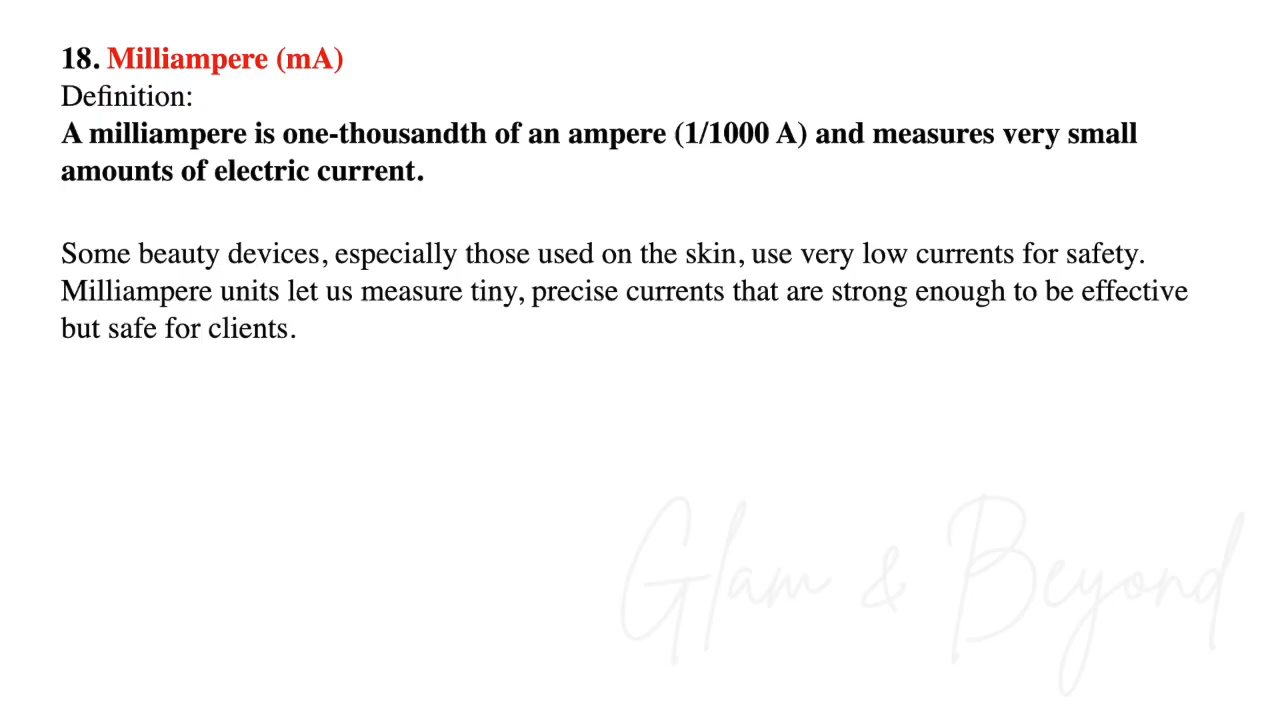 18. Milliampere (mA)
Definition:
A milliampere is one-thousandth of an ampere (1/1000 A) and measures very small
amounts of electric current.
Some beauty devices, especially those used on the skin, use very low currents for safety.
Milliampere units let us measure tiny, precise currents that are strong enough to be effective
but safe for clients.
Glam & Beyond